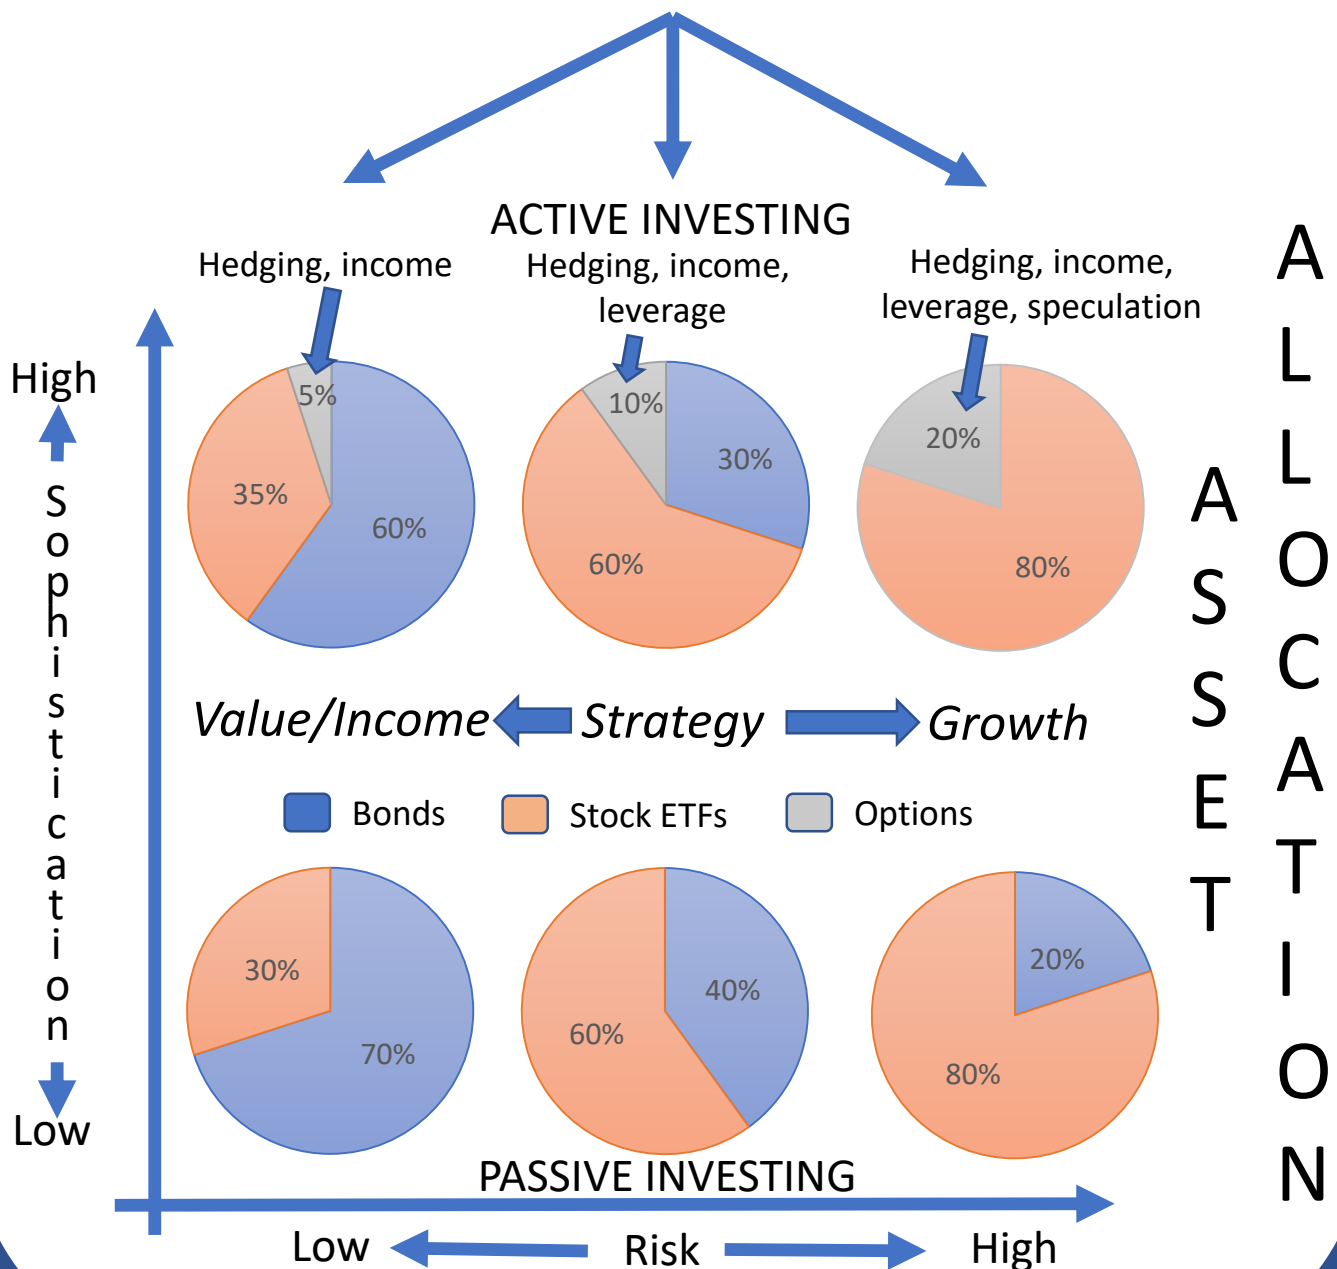 ACTIVE INVESTING
Hedging, income
Hedging, income,
leverage
Hedging, income,
leverage, speculation
High
Sophistication
Low
5%
35%
60%
10%
30%
60%
20%
80%
Value/Income
Strategy
Growth
Bonds
Stock ETFs
Options
30%
70%
40%
60%
20%
80%
PASSIVE INVESTING
Low
Risk
High
ASSET
ALLOCATION